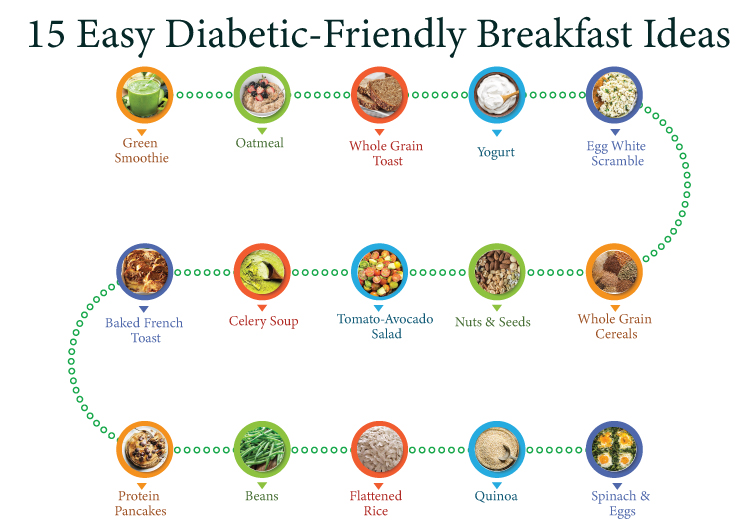 15 Easy Diabetic-Friendly Breakfast Ideas
Green
Smoothie
Oatmeal
Whole Grain
Toast
Yogurt
Egg White
Scramble
Baked French
Toast
Celery Soup
Tomato-Avocado
Salad
Nuts & Seeds
Whole Grain
Cereals
Protein
Pancakes
Beans
Flattened
Rice
Quinoa
Spinach &
Eggs